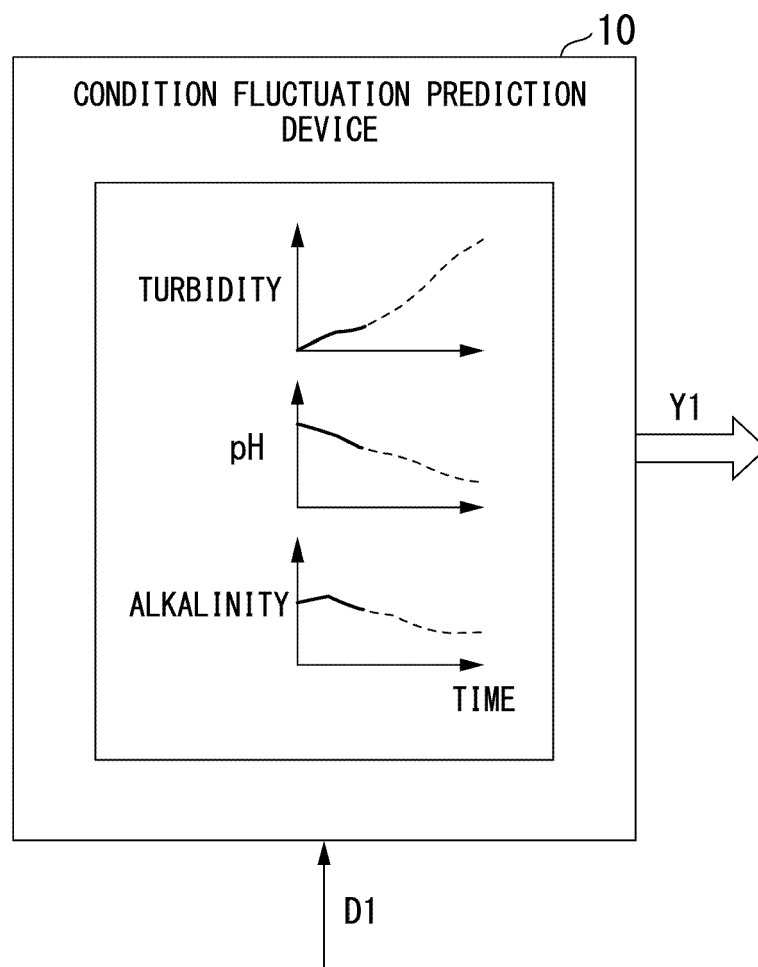 10
CONDITION FLUCTUATION PREDICTION
DEVICE
TURBIDITY
Y1
pH
ALKALINITY
TIME
D1